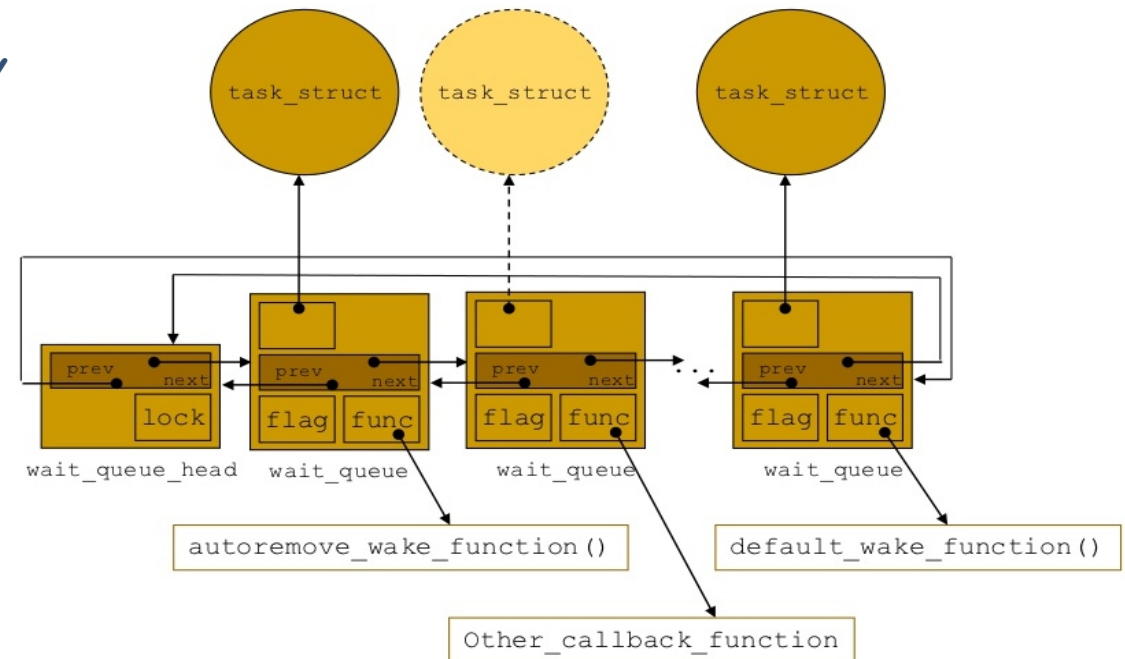 task_struct
task_struct
task_struct
prev
next
lock
wait_queue_head
prev
next
flag
func
wait_queue
prev
next
flag
func
wait_queue
...
prev
next
flag
func
wait_queue
autoremove_wake_function()
default_wake_function()
Other_callback_function